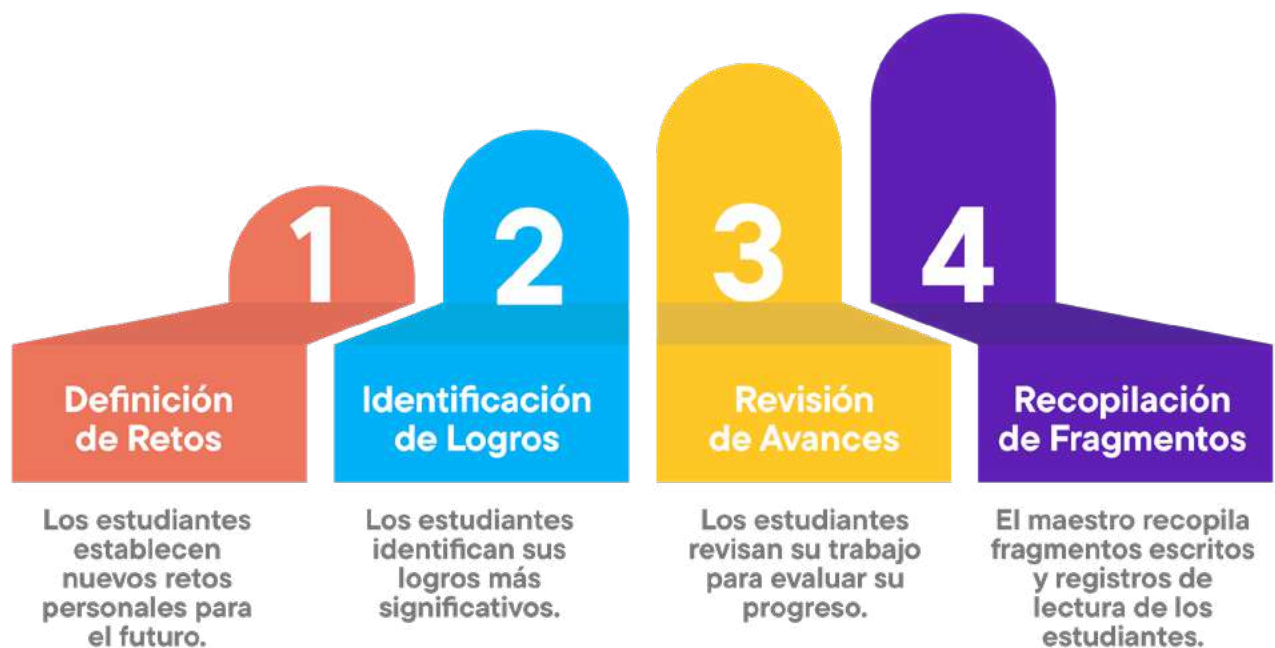 1
Definición
de Retos
Los estudiantes
establecen
nuevos retos
personales para
el futuro.
2
Identificación
de Logros
Los estudiantes
identifican sus
logros más
significativos.
3
Revisión
de Avances
Los estudiantes
revisan su trabajo
para evaluar su
progreso.
4
Recopilación
de Fragmentos
El maestro recopila
fragmentos escritos
y registros de
lectura de los
estudiantes.